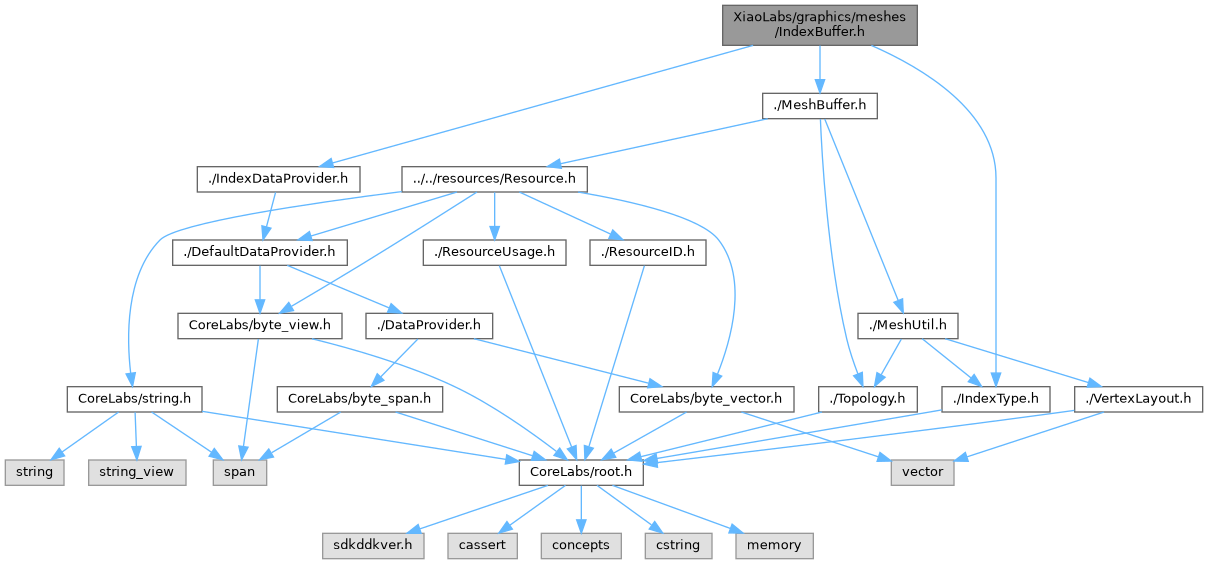 XiaoLabs/graphics/meshes
/IndexBuffer.h
./MeshBuffer.h
./IndexDataProvider.h
../../resources/Resource.h
./DefaultDataProvider.h
./ResourceUsage.h
./ResourceID.h
CoreLabs/byte_view.h
./DataProvider.h
./MeshUtil.h
CoreLabs/string.h
CoreLabs/byte_span.h
CoreLabs/byte_vector.h
./Topology.h
./IndexType.h
./VertexLayout.h
string
string_view
span
CoreLabs/root.h
vector
sdkddkver.h
cassert
concepts
cstring
memory